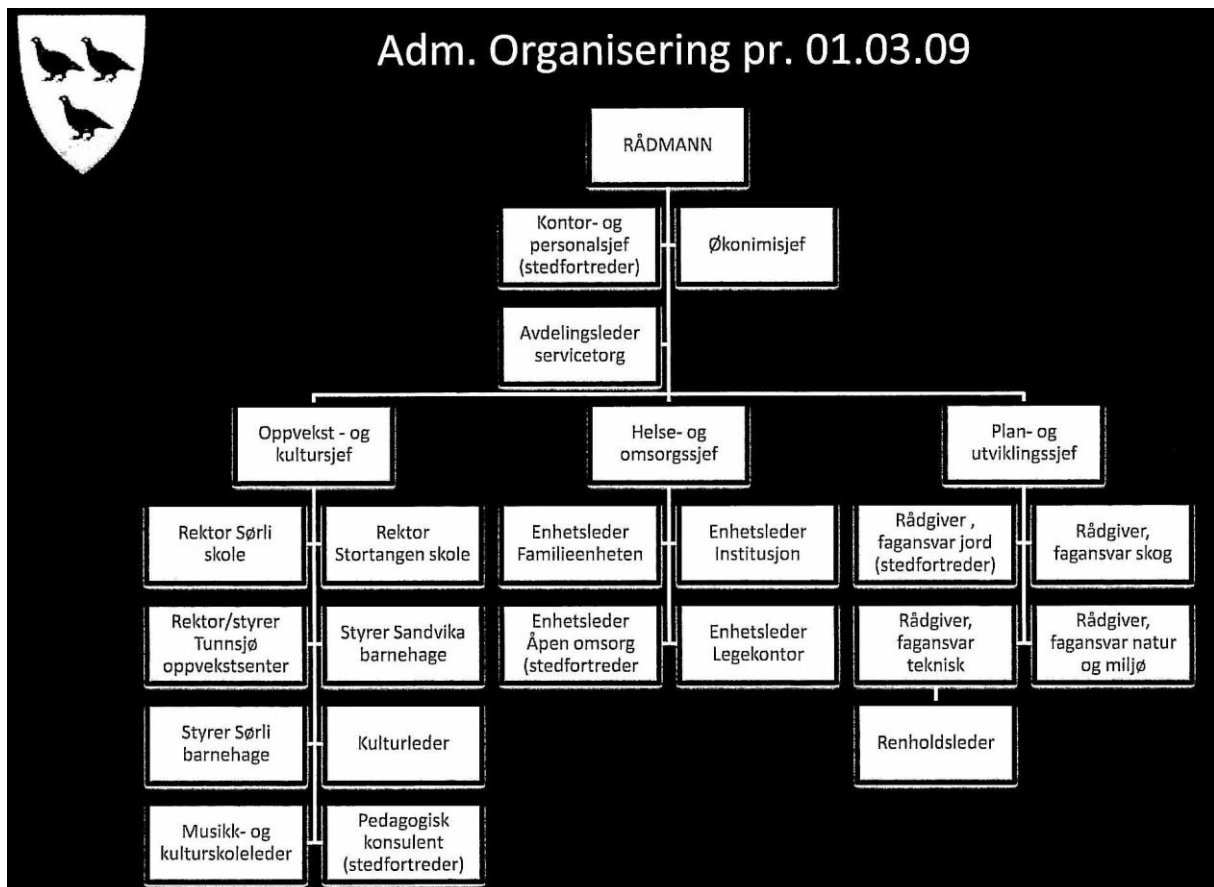 Adm. Organisering pr. 01.03.09
RÅDMANN
Kontor- og
personalsjef
(stedfortreder)
Økonimisjef
Avdelingsleder
servicetorg
Oppvekst - og
kultursjef
Helse- og
omsorgssjef
Plan- og
utviklingssjef
Rektor Sørli
skole
Rektor
Stortangen skole
Enhetsleder
Familieenheten
Enhetsleder
Institusjon
Rådgiver ,
fagansvar jord
(stedfortreder)
Rådgiver,
fagansvar skog
Rektor/styrer
Tunnsjø
oppvekstsenter
Styrer Sandvika
barnehage
Enhetsleder
Åpen omsorg
(stedfortreder
Enhetsleder
Legekontor
Rådgiver,
fagansvar
teknisk
Rådgiver,
fagansvar natur
og miljø
Styrer Sørli
barnehage
Kulturleder
Renholdsleder
Musikk- og
kulturskoleleder
Pedagogisk
konsulent
(stedfortreder)